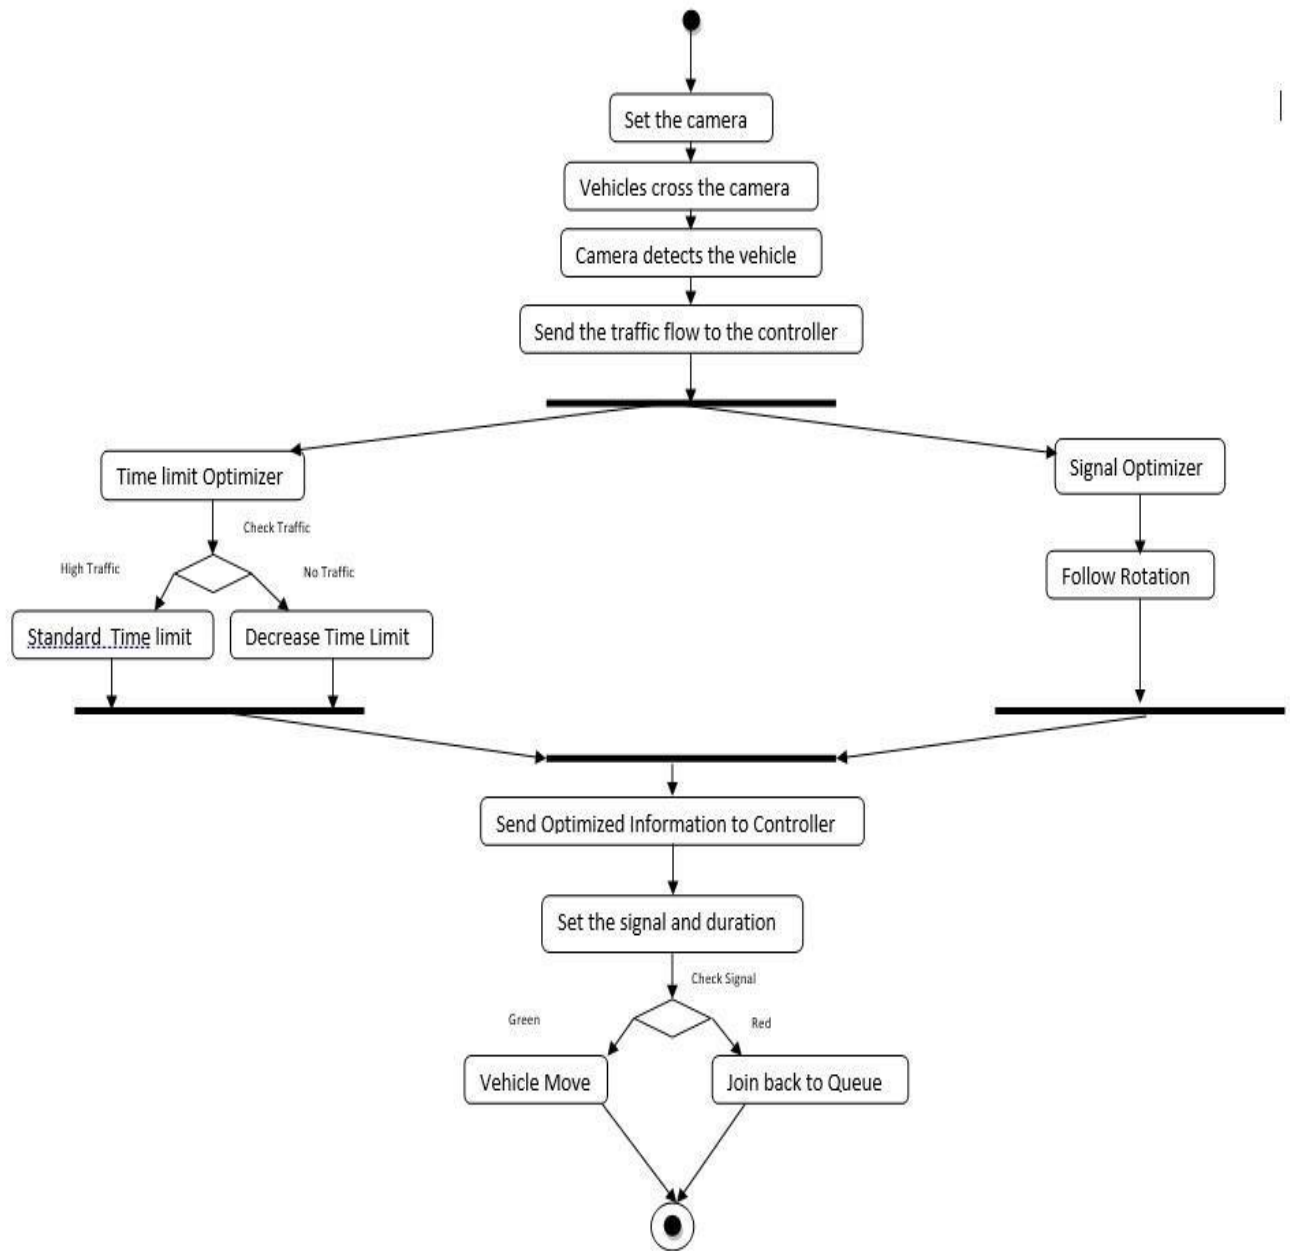 Set the camera
Vehicles cross the camera
Camera detects the vehicle
Send the traffic flow to the controller
Time limit Optimizer
Signal Optimizer
Check Traffic
High Traffic
No Traffic
Follow Rotation
Standard Time limit
Decrease Time Limit
Send Optimized Information to Controller
Set the signal and duration
Check Signal
Green
Red
Vehicle Move
Join back to Queue